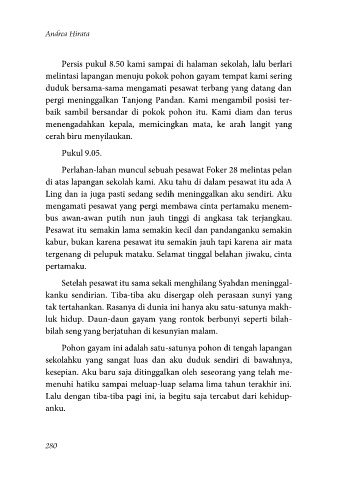 Andrea Hirata
Persis pukul 8.50 kami sampai di halaman sekolah, lalu berlari
melintasi lapangan menuju pokok pohon gayam tempat kami sering
duduk bersama-sama mengamati pesawat terbang yang datang dan
pergi meninggalkan Tanjong Pandan. Kami mengambil posisi ter-
baik sambil bersandar di pokok pohon itu. Kami diam dan terus
menengadahkan kepala, memicingkan mata, ke arah langit yang
cerah biru menyilaukan.
Pukul 9.05.
Perlahan-lahan muncul sebuah pesawat Foker 28 melintas pelan
di atas lapangan sekolah kami. Aku tahu di dalam pesawat itu ada A
Ling dan ia juga pasti sedang sedih meninggalkan aku sendiri. Aku
mengamati pesawat yang pergi membawa cinta pertamaku menem-
bus awan-awan putih nun jauh tinggi di angkasa tak terjangkau.
Pesawat itu semakin lama semakin kecil dan pandanganku semakin
kabur, bukan karena pesawat itu semakin jauh tapi karena air mata
tergenang di pelupuk mataku. Selamat tinggal belahan jiwaku, cinta
pertamaku.
Setelah pesawat itu sama sekali menghilang Syahdan meninggal-
kanku sendirian. Tiba-tiba aku disergap oleh perasaan sunyi yang
tak tertahankan. Rasanya di dunia ini hanya aku satu-satunya makh-
luk hidup. Daun-daun gayam yang rontok berbunyi seperti bilah-
bilah seng yang berjatuhan di kesunyian malam.
Pohon gayam ini adalah satu-satunya pohon di tengah lapangan
sekolahku yang sangat luas dan aku duduk sendiri di bawahnya,
kesepian. Aku baru saja ditinggalkan oleh seseorang yang telah me-
menuhi hatiku sampai meluap-luap selama lima tahun terakhir ini.
Lalu dengan tiba-tiba pagi ini, ia begitu saja tercabut dari kehidup-
anku.
280